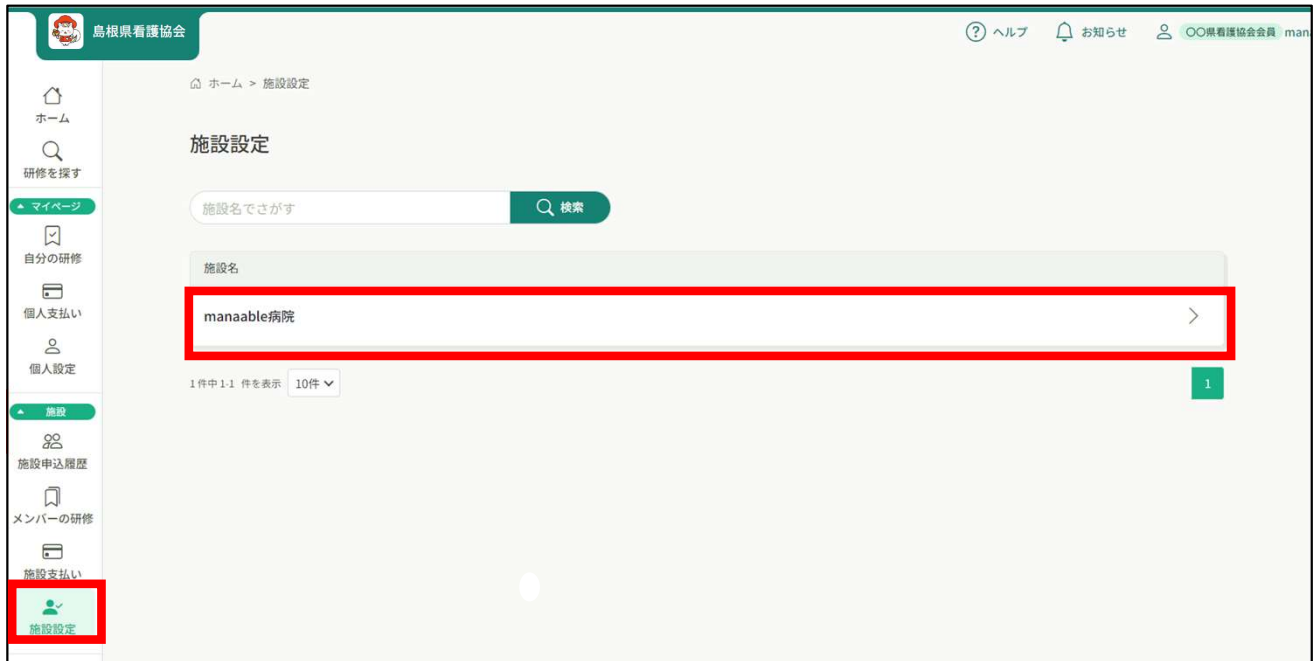 島根県看護協会
ヘルプ お知らせ 〇〇県看護協会会員
ホーム > 施設設定
ホーム
研修を探す
マイページ
自分の研修
個人支払い
個人設定
施設
施設申込履歴
メンバーの研修
施設支払い
施設設定
施設設定
施設名でさがす 検索
施設名
manaable病院
1件中 1-1 件を表示 10件
1